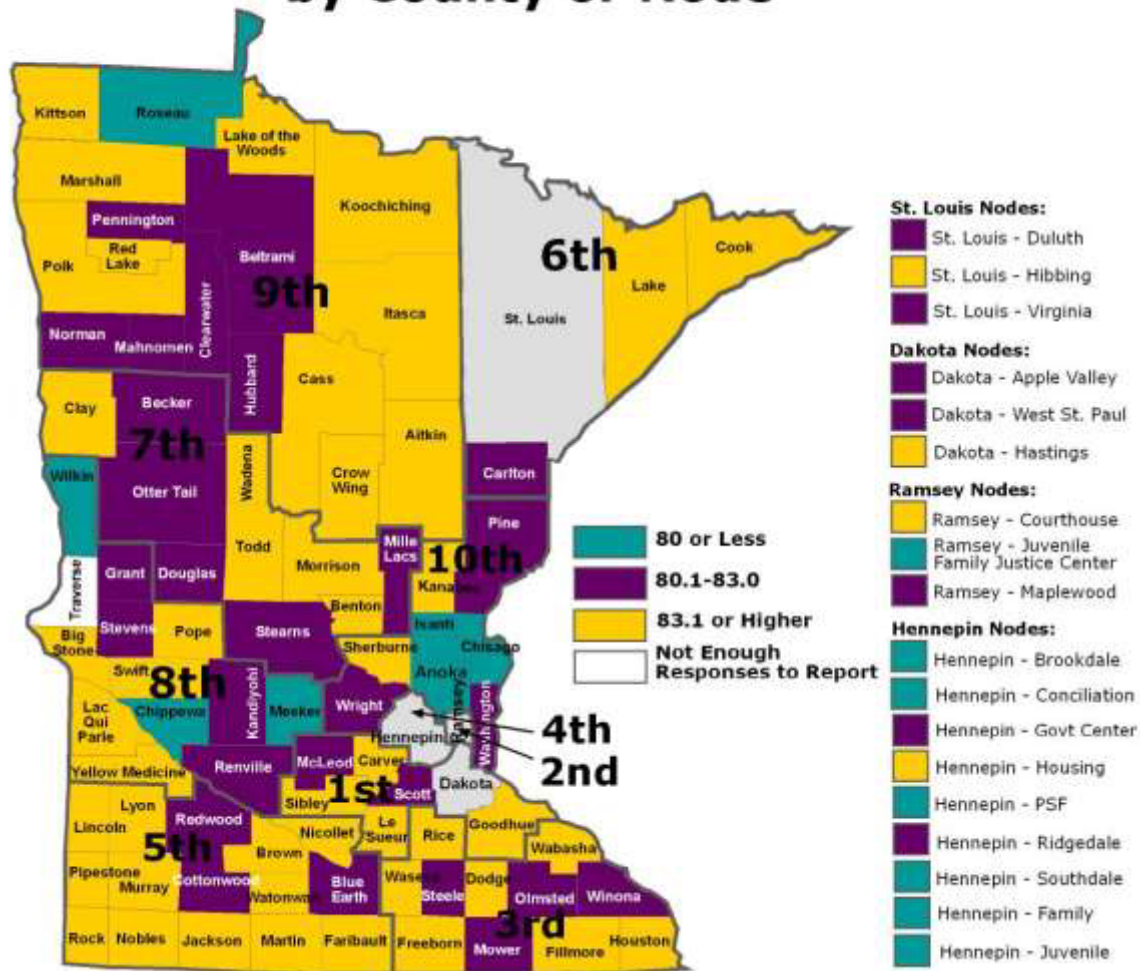 by County or Node
Kittson
Roseau
Lake of the
Woods
Marshall
Koochiching
Pennington
Red
Lake
Polk
Beltrami
9th
Clearwater
Itasca
6th
Cook
Lake
St. Louis
Norman
Mahnomen
Hubbard
Cass
Clay
Becker
7th
Aitkin
Wadena
Crow
Wing
Carlton
Wilkin
Otter Tail
Pine
Mille
Lacs
10th
Todd
Morrison
Kanabec
Traverse
Grant
Douglas
Benton
Isanti
Big
Stone
Stevens
Pope
Stearns
Sherburne
Chisago
Anoka
Swift
8th
Kandiyohi
Meeker
Wright
Ramsey
Washington
Lac
Qui
Parle
Chippewa
Hennepin
4th
2nd
Yellow Medicine
Renville
McLeod
Carver
1st
Scott
Dakota
Sibley
Lyon
Lincoln
Redwood
Nicollet
Le
Sueur
Rice
Goodhue
Wabasha
5th
Brown
Pipestone
Murray
Cottonwood
Watonwan
Blue
Earth
Waseca
Steele
Dodge
Olmsted
Winona
3rd
Rock
Nobles
Jackson
Martin
Faribault
Freeborn
Mower
Fillmore
Houston
80 or Less
80.1-83.0
83.1 or Higher
Not Enough
Responses to Report
St. Louis Nodes:
St. Louis - Duluth
St. Louis - Hibbing
St. Louis - Virginia
Dakota Nodes:
Dakota - Apple Valley
Dakota - West St. Paul
Dakota - Hastings
Ramsey Nodes:
Ramsey - Courthouse
Ramsey - Juvenile
Family Justice Center
Ramsey - Maplewood
Hennepin Nodes:
Hennepin - Brookdale
Hennepin - Conciliation
Hennepin - Govt Center
Hennepin - Housing
Hennepin - PSF
Hennepin - Ridgedale
Hennepin - Southdale
Hennepin - Family
Hennepin - Juvenile